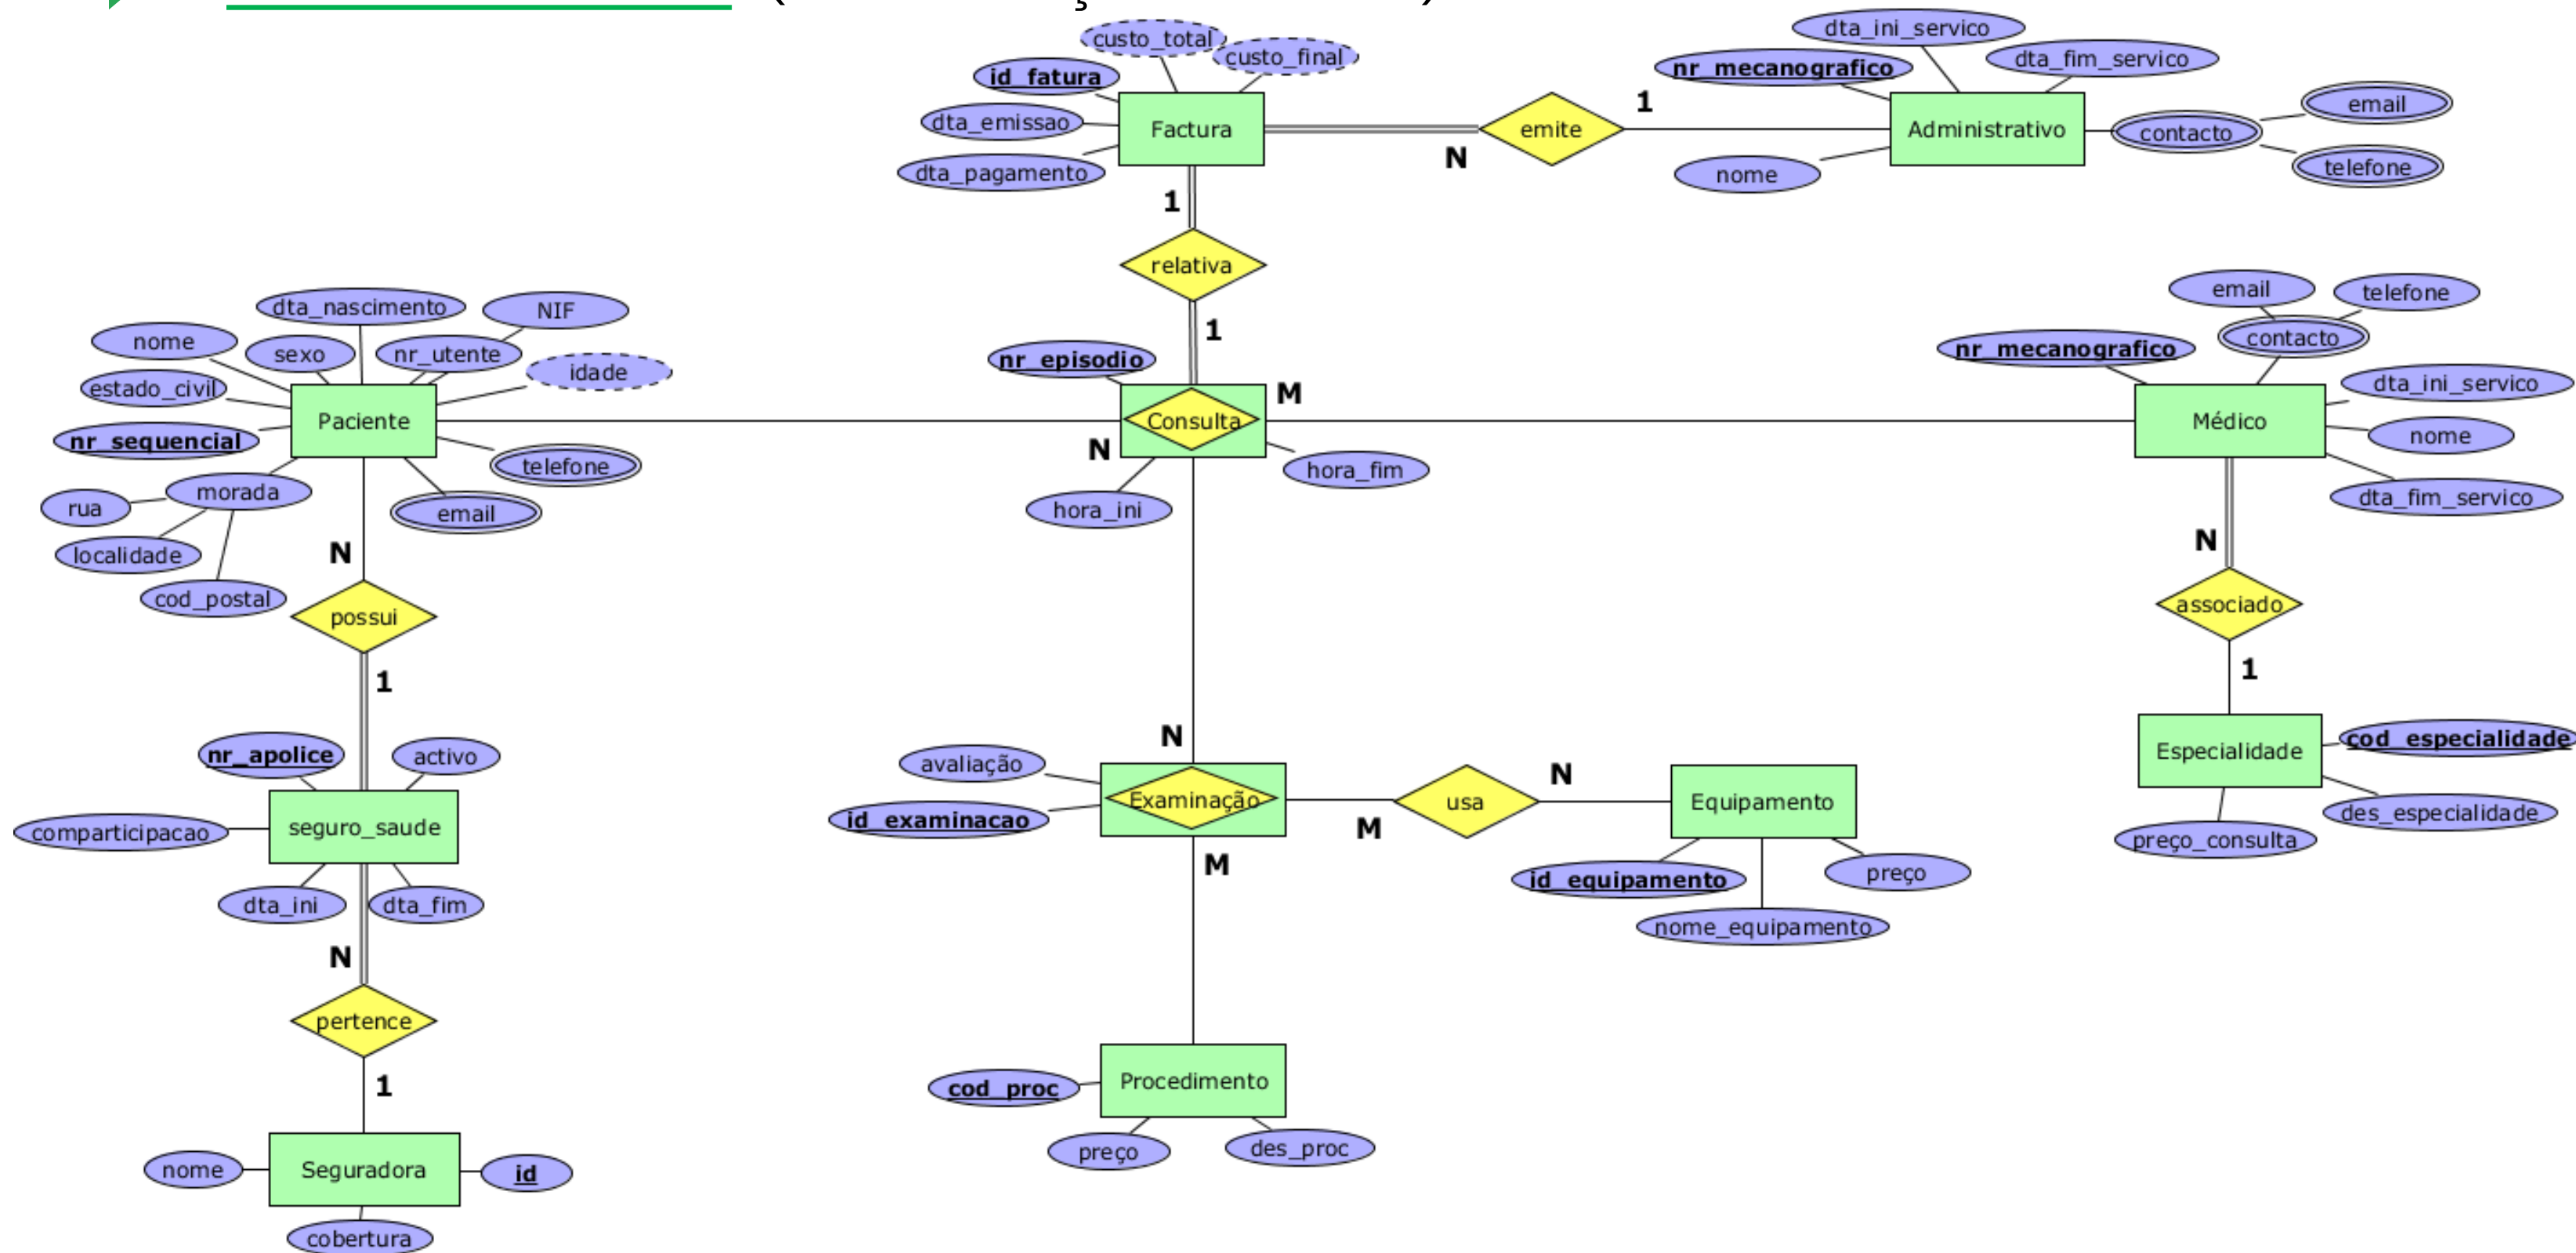 custo_total
custo_final
id_fatura
dta_emissao
dta_pagamento
Factura
N
emite
1
dta_ini_servico
nr_mecanografico
dta_fim_servico
Administrativo
contacto
email
telefone
nome
1
relativa
1
dta_nascimento
NIF
nome
sexo
nr_utente
idade
estado_civil
Paciente
nr_sequencial
telefone
morada
email
rua
localidade
cod_postal
nr_episodio
M
Consulta
N
hora_fim
hora_ini
email
telefone
contacto
nr_mecanografico
dta_ini_servico
Médico
nome
dta_fim_servico
N
possui
1
N
associado
1
nr_apolice
activo
comparticipacao
seguro_saude
dta_ini
dta_fim
N
pertence
1
nome
Seguradora
id
cobertura
N
avaliação
Examinação
id_examinacao
M
usa
M
N
Equipamento
id_equipamento
preço
nome_equipamento
Especialidade
cod_especialidade
des_especialidade
preço_consulta
cod_proc
Procedimento
preço
des_proc